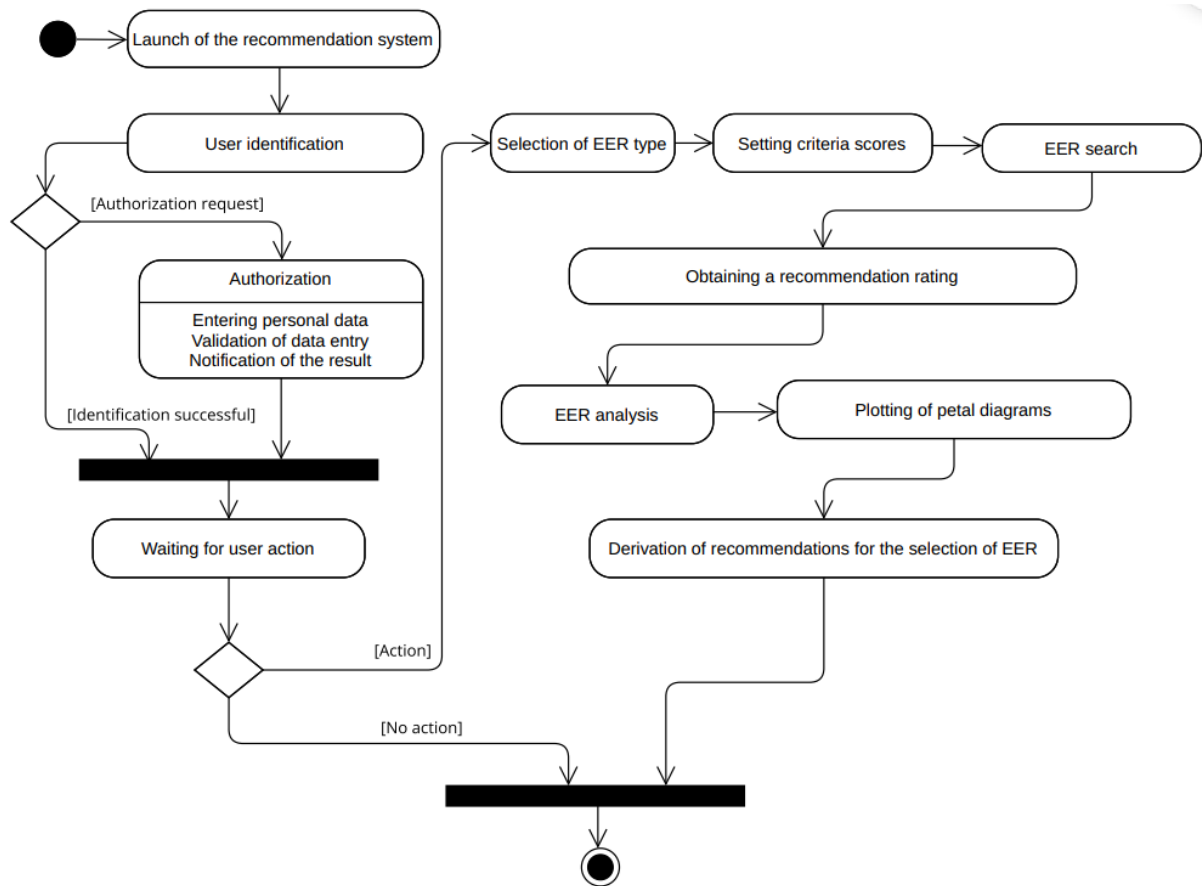 Launch of the recommendation system
User identification
[Authorization request]
Authorization
Entering personal data
Validation of data entry
Notification of the result
[Identification successful]
Waiting for user action
[Action]
[No action]
Selection of EER type
Setting criteria scores
EER search
Obtaining a recommendation rating
EER analysis
Plotting of petal diagrams
Derivation of recommendations for the selection of EER